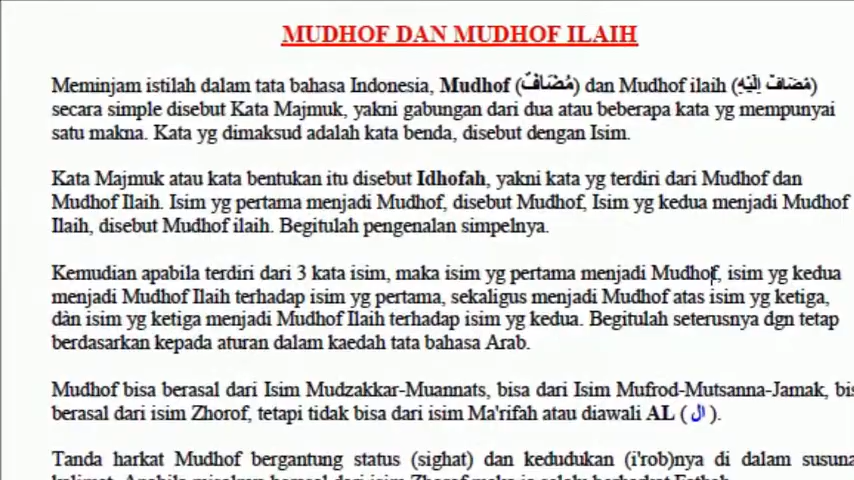 MUDHOF DAN MUDHOF ILAIH
Meminjam istilah dalam tata bahasa Indonesia, Mudhof (مُضَافٌ) dan Mudhof ilaih (مُضَافٌ إِلَيْهِ)
secara simple disebut Kata Majmuk, yakni gabungan dari dua atau beberapa kata yg mempunyai
satu makna. Kata yg dimaksud adalah kata benda, disebut dengan Isim.
Kata Majmuk atau kata bentukan itu disebut Idhofah, yakni kata yg terdiri dari Mudhof dan
Mudhof Ilaih. Isim yg pertama menjadi Mudhof, disebut Mudhof, Isim yg kedua menjadi Mudhof
Ilaih, disebut Mudhof ilaih. Begitulah pengenalan simpelnya.
Kemudian apabila terdiri dari 3 kata isim, maka isim yg pertama menjadi Mudhof, isim yg kedua
menjadi Mudhof Ilaih terhadap isim yg pertama, sekaligus menjadi Mudhof atas isim yg ketiga,
dan isim yg ketiga menjadi Mudhof Ilaih terhadap isim yg kedua. Begitulah seterusnya dgn tetap
berdasarkan kepada aturan dalam kaedah tata bahasa Arab.
Mudhof bisa berasal dari Isim Mudzakkar-Muannats, bisa dari Isim Mufrod-Mutsanna-Jamak, bis
berasal dari isim Zhorof, tetapi tidak bisa dari isim Ma'rifah atau diawali AL ( ال ).
Tanda harkat Mudhof bergantung status (sighat) dan kedudukan (i'rob)nya di dalam susuna